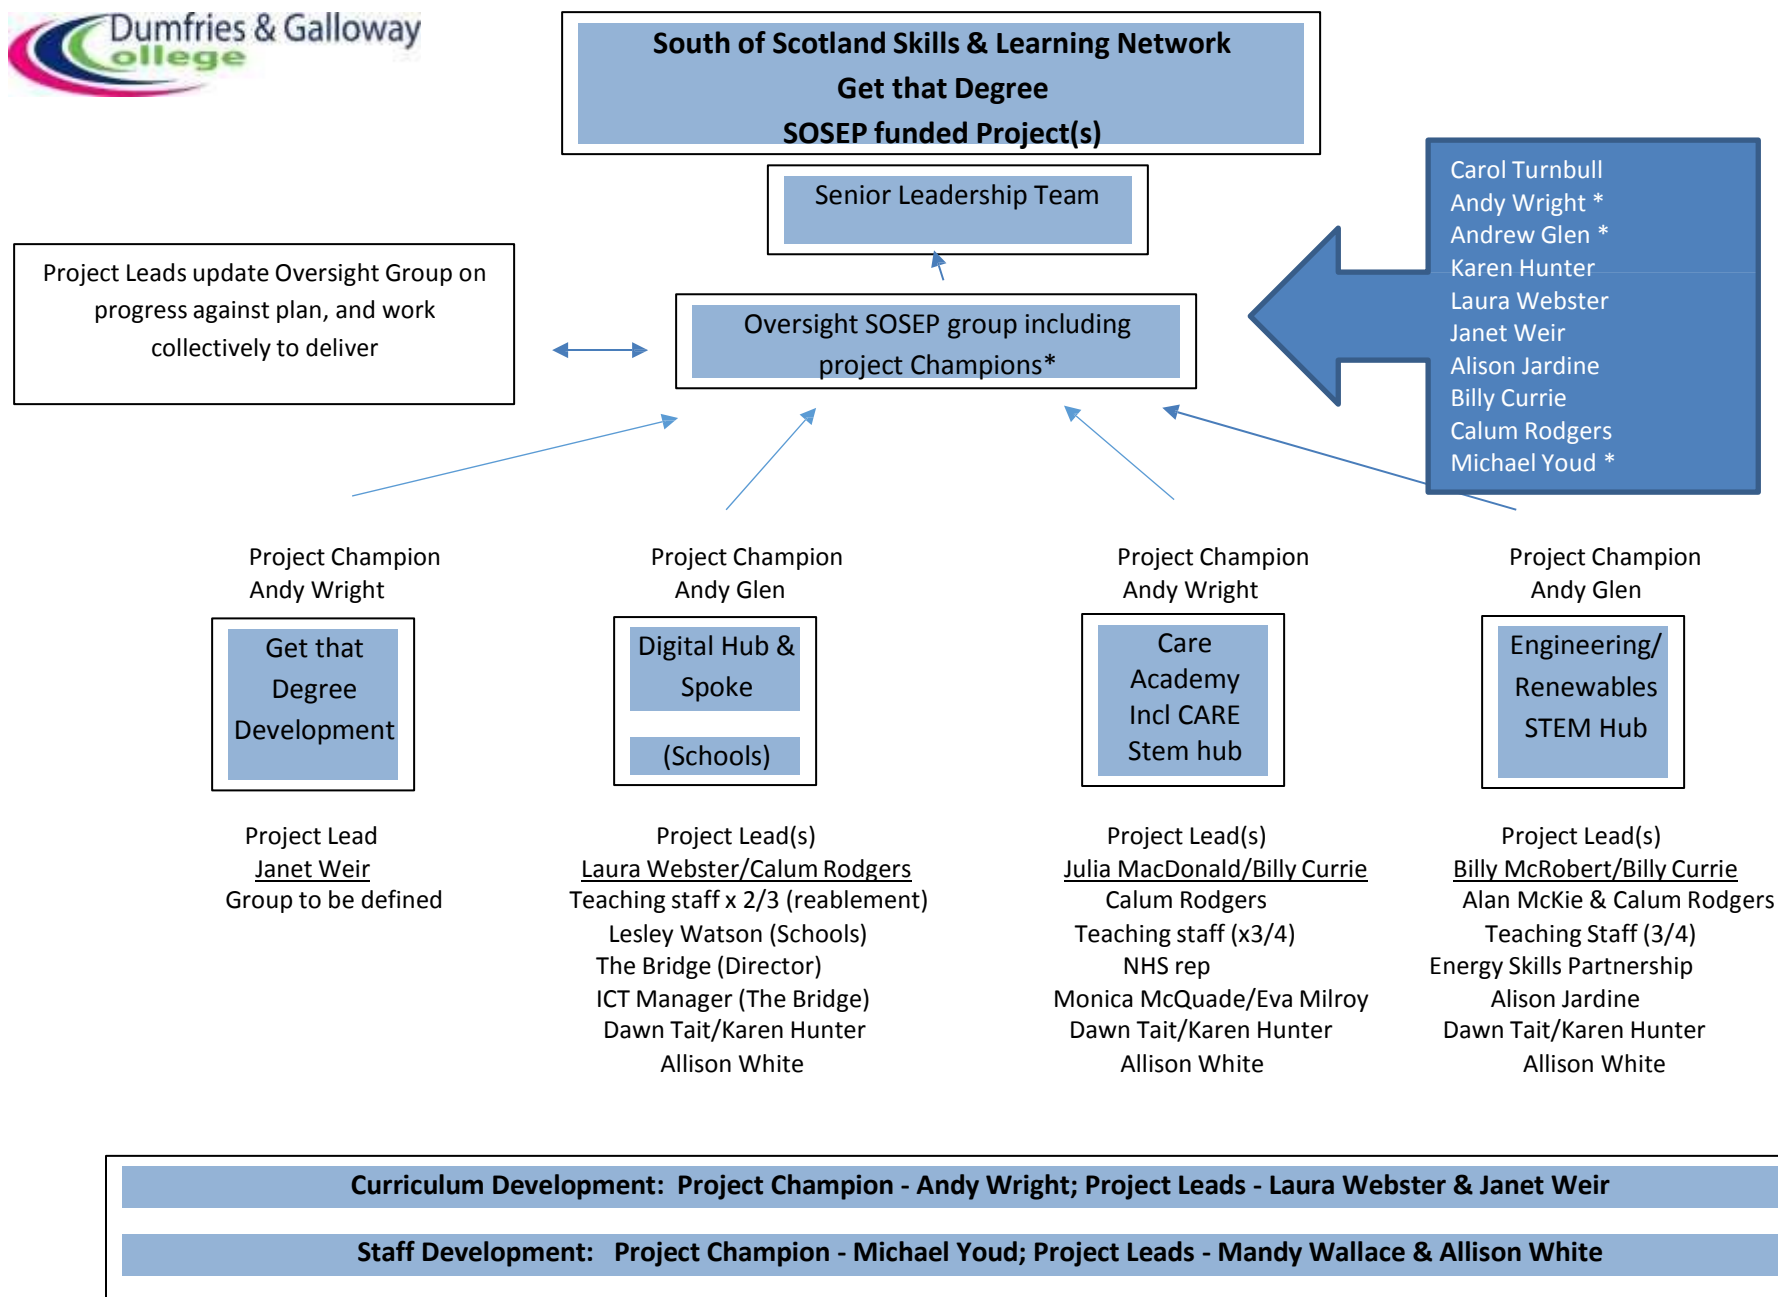 Dumfries & Galloway
ollege
South of Scotland Skills & Learning Network
Get that Degree
SOSEP funded Project(s)
Senior Leadership Team
Carol Turnbull
Andy Wright *
Andrew Glen *
Karen Hunter
Laura Webster
Janet Weir
Alison Jardine
Billy Currie
Calum Rodgers
Michael Youd *
Project Leads update Oversight Group on
progress against plan, and work
collectively to deliver
Oversight SOSEP group including
project Champions*
Project Champion
Andy Wright
Get that
Degree
Development
Project Lead
Janet Weir
Group to be defined
Project Champion
Andy Glen
Digital Hub &
Spoke
(Schools)
Project Lead(s)
Laura Webster/Calum Rodgers
Teaching staff x 2/3 (reablement)
Lesley Watson (Schools)
The Bridge (Director)
ICT Manager (The Bridge)
Dawn Tait/Karen Hunter
Allison White
Project Champion
Andy Wright
Care
Academy
Incl CARE
Stem hub
Project Lead(s)
Julia MacDonald/Billy Currie
Calum Rodgers
Teaching staff (x3/4)
NHS rep
Monica McQuade/Eva Milroy
Dawn Tait/Karen Hunter
Allison White
Project Champion
Andy Glen
Engineering/
Renewables
STEM Hub
Project Lead(s)
Billy McRobert/Billy Currie
Alan McKie & Calum Rodgers
Teaching Staff (3/4)
Energy Skills Partnership
Alison Jardine
Dawn Tait/Karen Hunter
Allison White
Curriculum Development: Project Champion - Andy Wright; Project Leads - Laura Webster & Janet Weir
Staff Development: Project Champion - Michael Youd; Project Leads - Mandy Wallace & Allison White